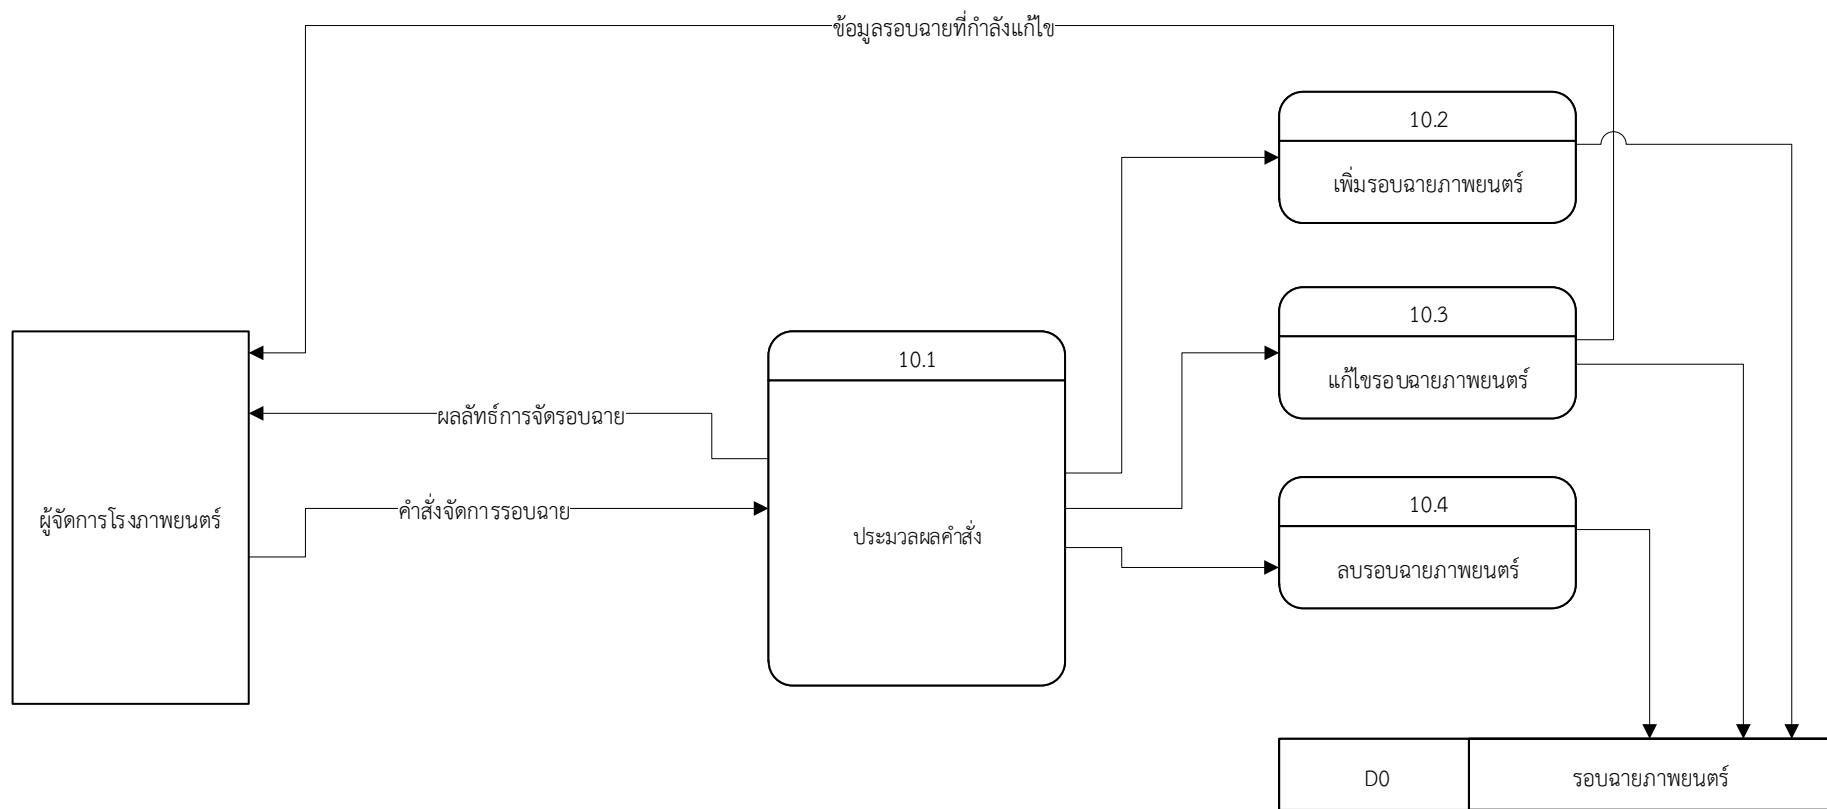 ข้อมูลรอบฉายที่กำลังแก้ไข
10.2
เพิ่มรอบฉายภาพยนตร์
10.3
แก้ไขรอบฉายภาพยนตร์
10.1
ประมวลผลคำสั่ง
ผลลัทธ์การจัดรอบฉาย
คำสั่งจัดการรอบฉาย
ผู้จัดการโรงภาพยนตร์
10.4
ลบรอบฉายภาพยนตร์
D0
รอบฉายภาพยนตร์